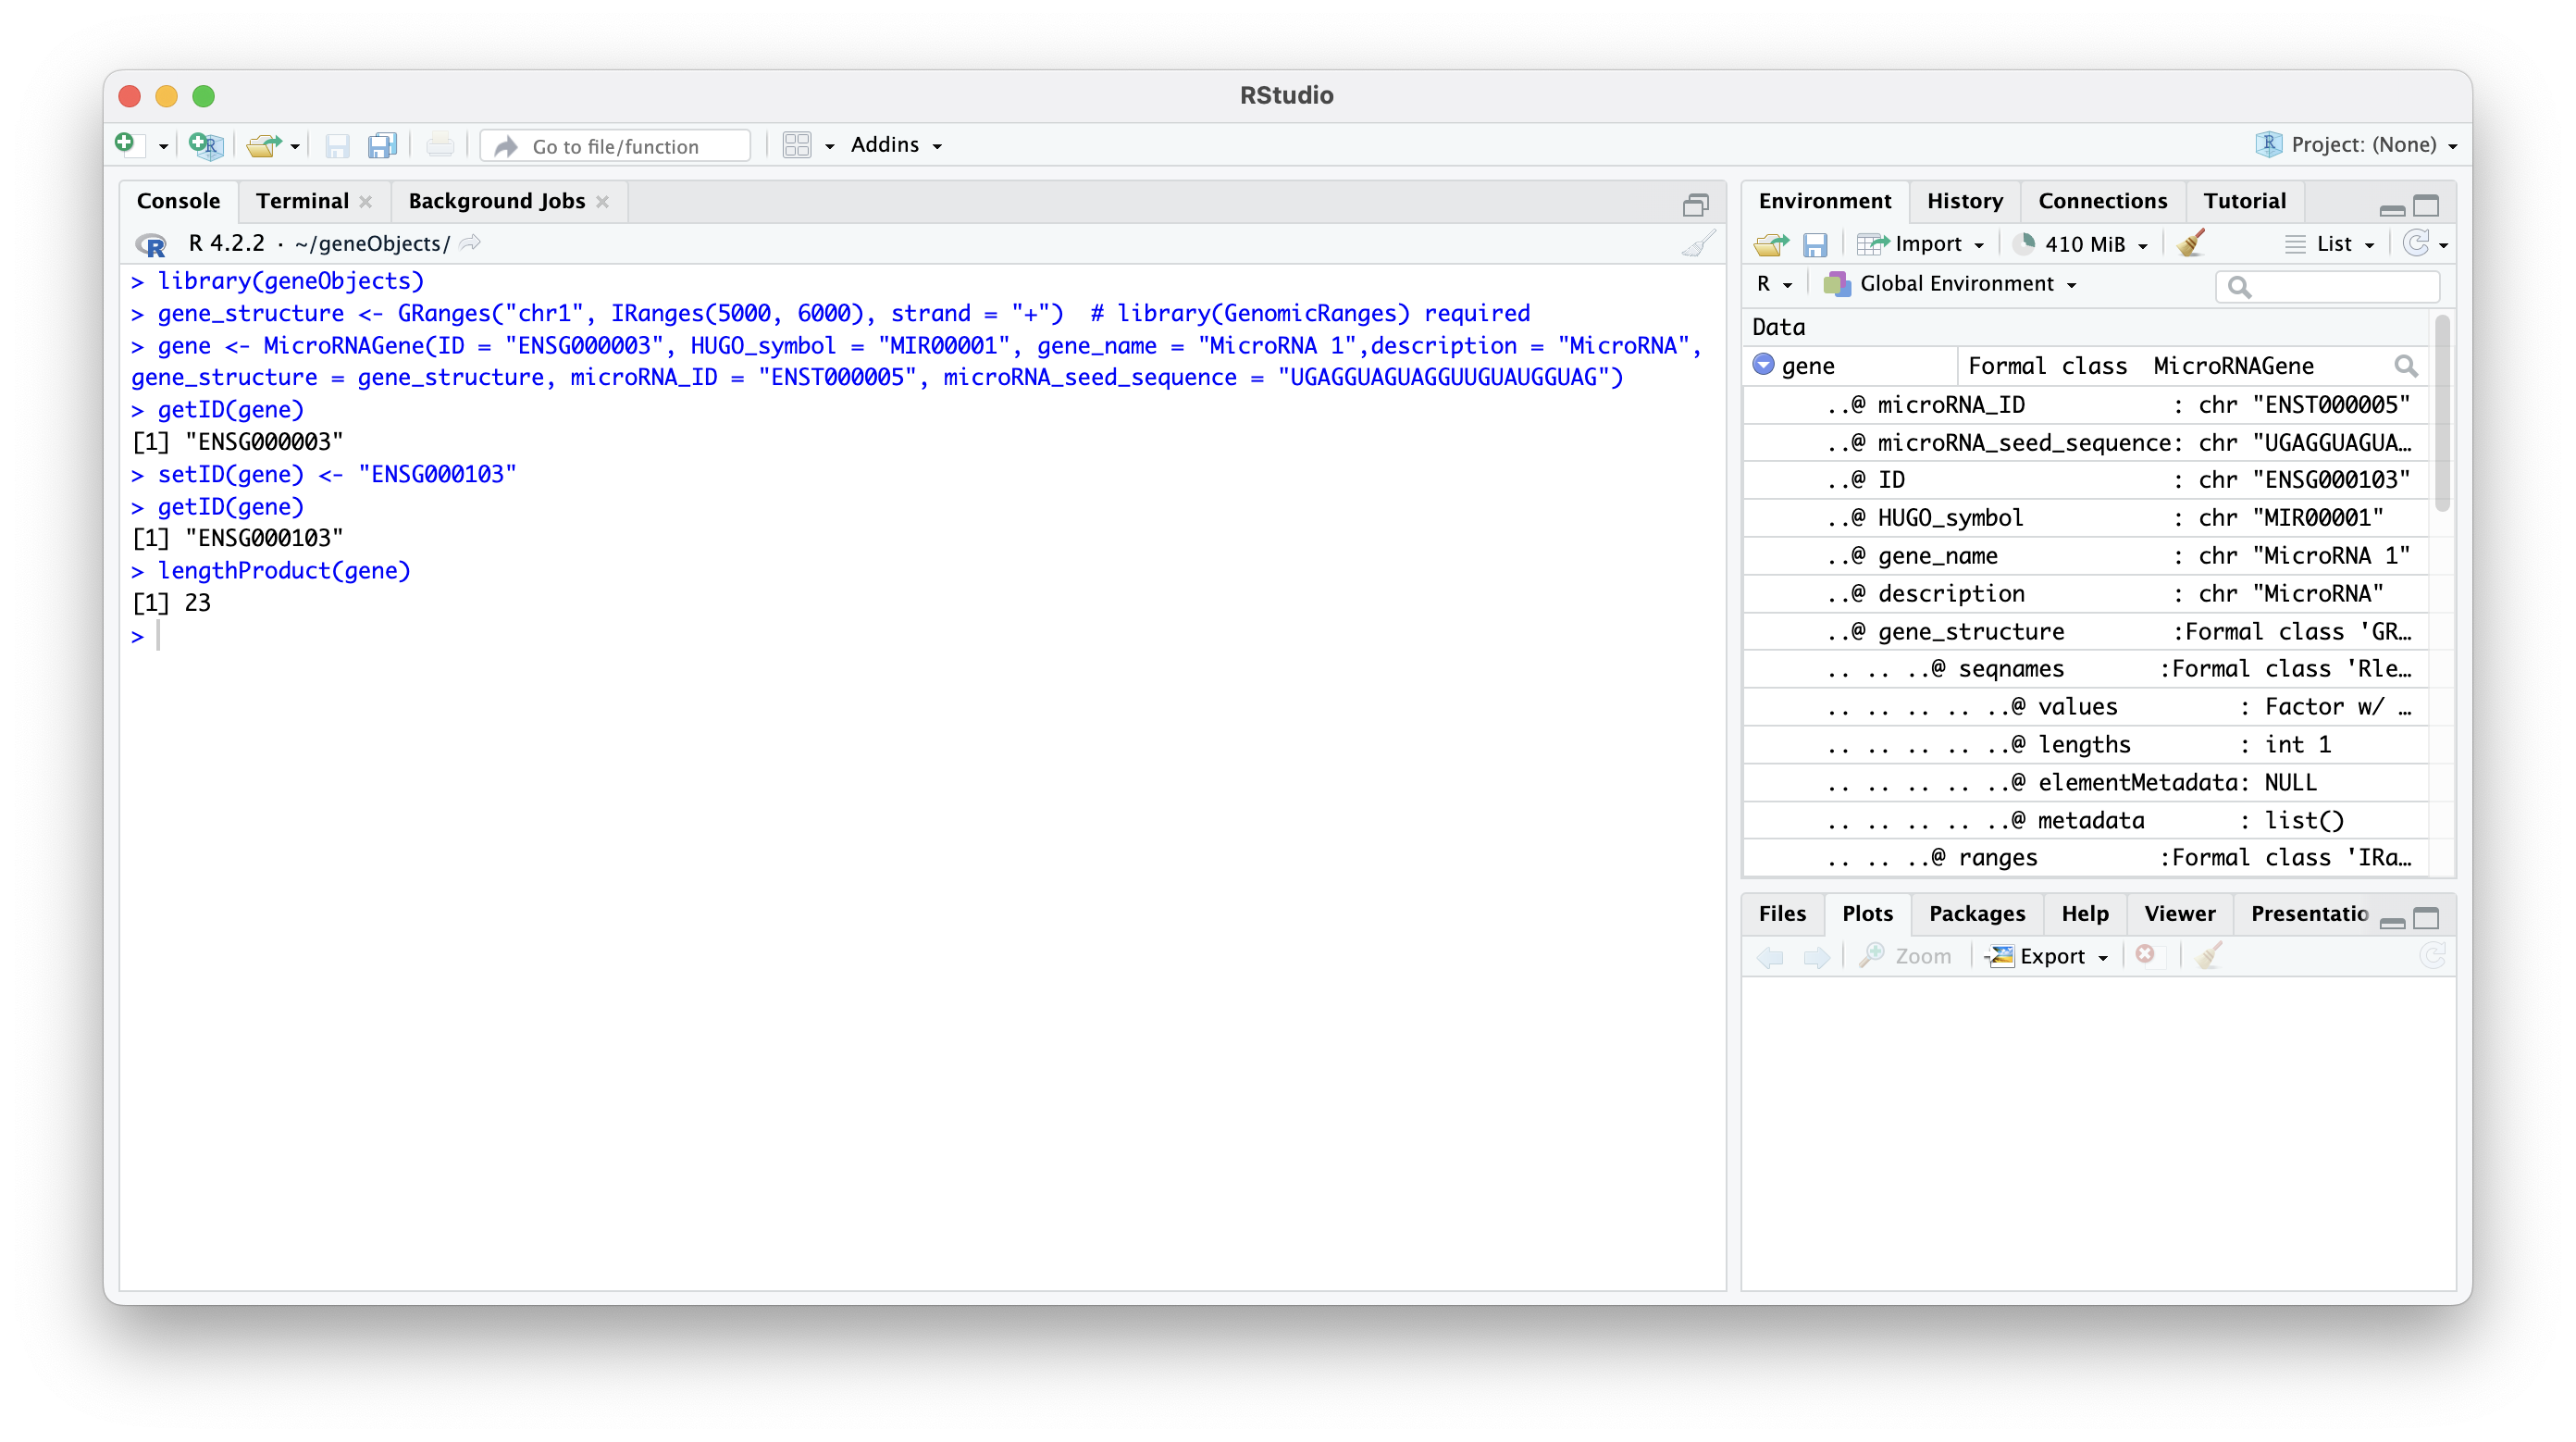 RStudio
Go to file/function
Addins
Project: (None)
Console
Terminal
Background Jobs
R 4.2.2 · ~/geneObjects/
> library(geneObjects)
> gene_structure <- GRanges("chr1", IRanges(5000, 6000), strand = "+")  # library(GenomicRanges) required
> gene <- MicroRNAGene(ID = "ENSG000003", HUGO_symbol = "MIR00001", gene_name = "MicroRNA 1",description = "MicroRNA",
gene_structure = gene_structure, microRNA_ID = "ENST000005", microRNA_seed_sequence = "UGAGGUAGUAGGUUGUAUGGUAG")
> getID(gene)
[1] "ENSG000003"
> setID(gene) <- "ENSG000103"
> getID(gene)
[1] "ENSG000103"
> lengthProduct(gene)
[1] 23
>
Environment
History
Connections
Tutorial
Import
410 MiB
List
R
Global Environment
Data
gene Formal class MicroRNAGene
..@ microRNA_ID : chr "ENST000005"
..@ microRNA_seed_sequence: chr "UGAGGUAGUA…
..@ ID : chr "ENSG000103"
..@ HUGO_symbol : chr "MIR00001"
..@ gene_name : chr "MicroRNA 1"
..@ description : chr "MicroRNA"
..@ gene_structure :Formal class 'GR…
.. .. ..@ seqnames :Formal class 'Rle…
.. .. .. .. ..@ values : Factor w/ …
.. .. .. .. ..@ lengths : int 1
.. .. .. .. ..@ elementMetadata: NULL
.. .. .. .. ..@ metadata : list()
.. .. ..@ ranges :Formal class 'IRa…
Files
Plots
Packages
Help
Viewer
Presentatio
Zoom
Export